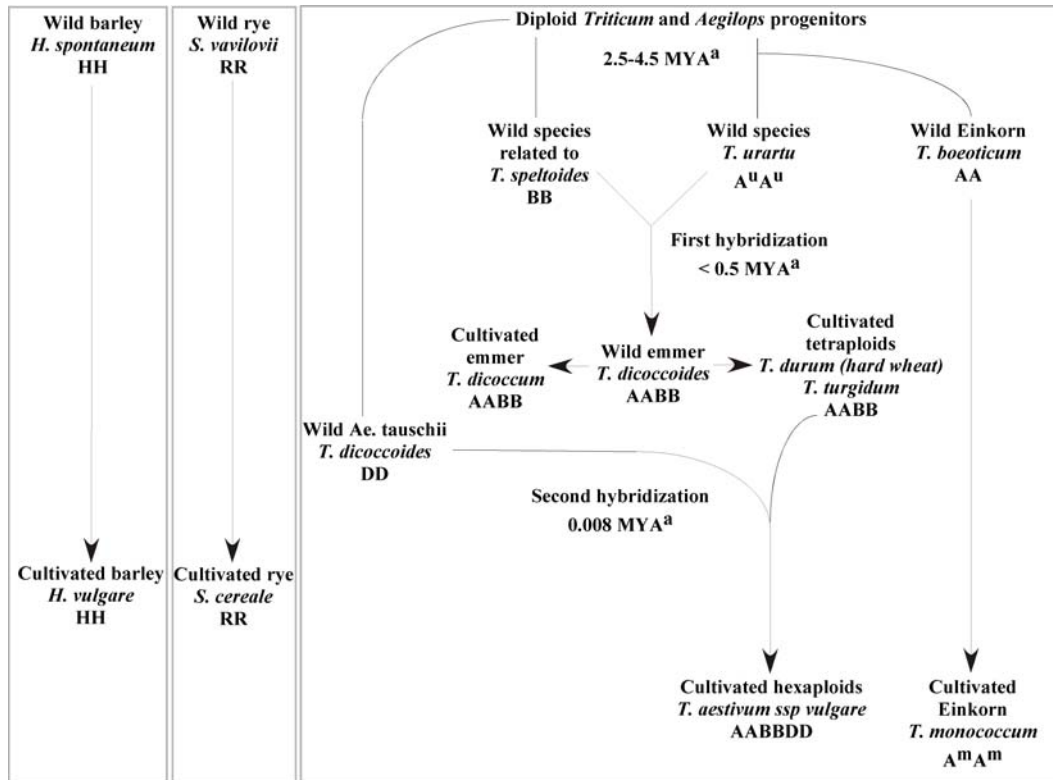 Wild barley
H. spontaneum
HH
Cultivated barley
H. vulgare
HH
Wild rye
S. vavilovii
RR
Cultivated rye
S. cereale
RR
Diploid Triticum and Aegilops progenitors
2.5-4.5 MYAᵃ
Wild species
related to
T. speltoides
BB
Wild species
T. urartu
AᵘAᵘ
Wild Einkorn
T. boeoticum
AA
First hybridization
< 0.5 MYAᵃ
Cultivated
emmer
T. dicoccum
AABB
Wild emmer
T. dicoccoides
AABB
Cultivated
tetraploids
T. durum (hard wheat)
T. turgidum
AABB
Wild Ae. tauschii
T. dicoccoides
DD
Second hybridization
0.008 MYAᵃ
Cultivated hexaploids
T. aestivum ssp vulgare
AABBDD
Cultivated
Einkorn
T. monococcum
AᵐAᵐ